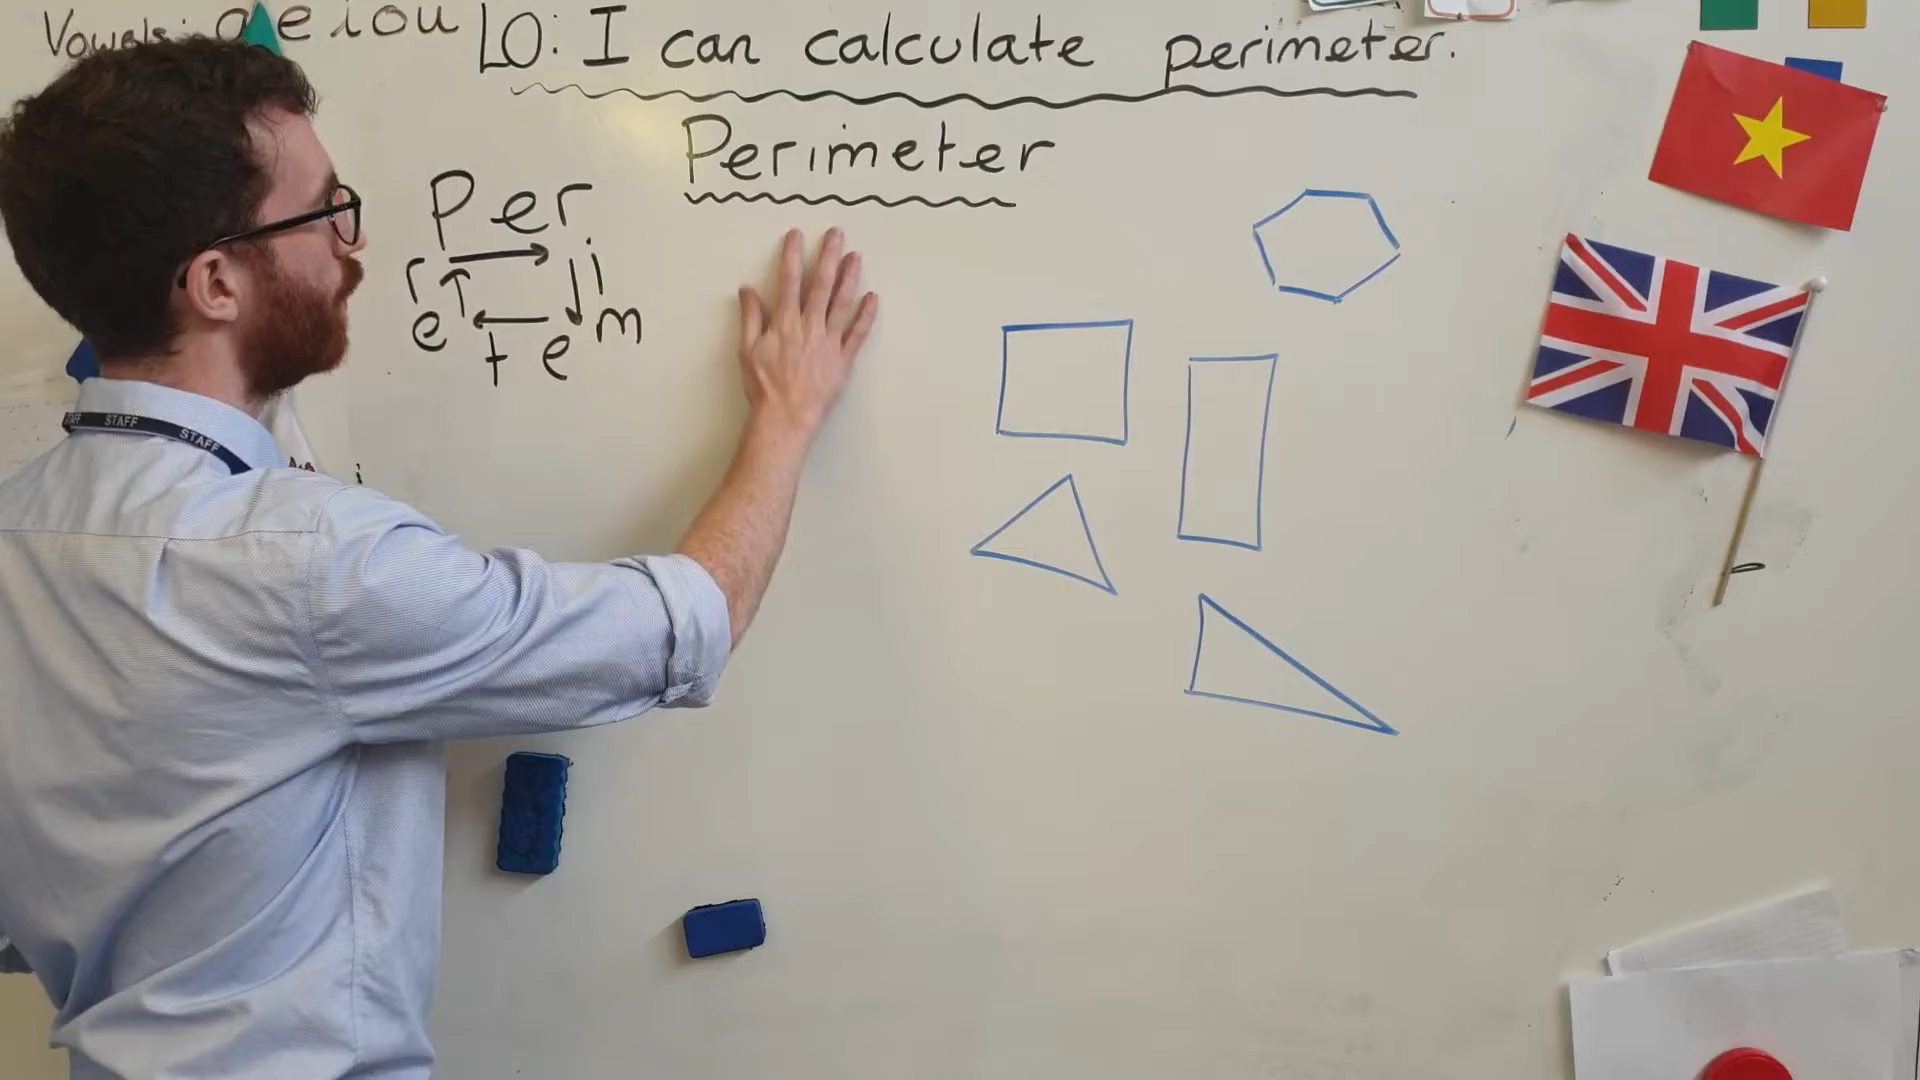 Vowels: a e i o u
LO: I can calculate perimeter.
Perimeter
Per
i
m
e
t
e
r
STAFF STAFF STAFF